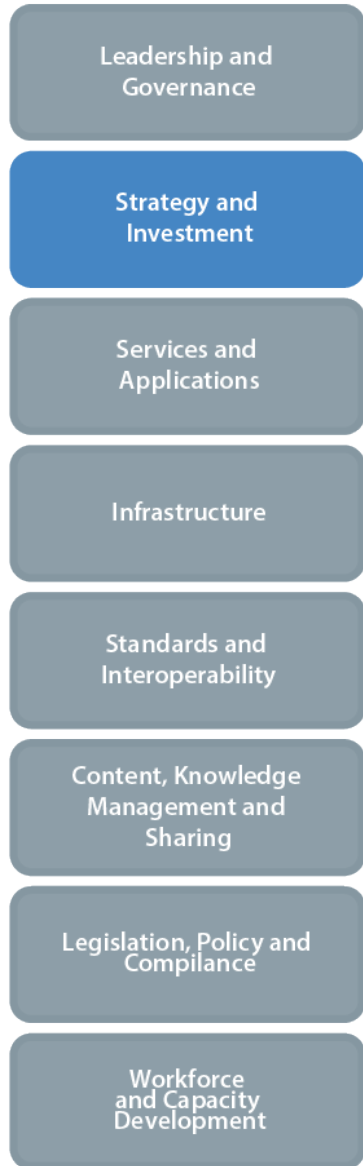 Leadership and
Governance
Strategy and
Investment
Services and
Applications
Infrastructure
Standards and
Interoperability
Content, Knowledge
Management and
Sharing
Legislation, Policy and
Compilance
Workforce
and Capacity
Development